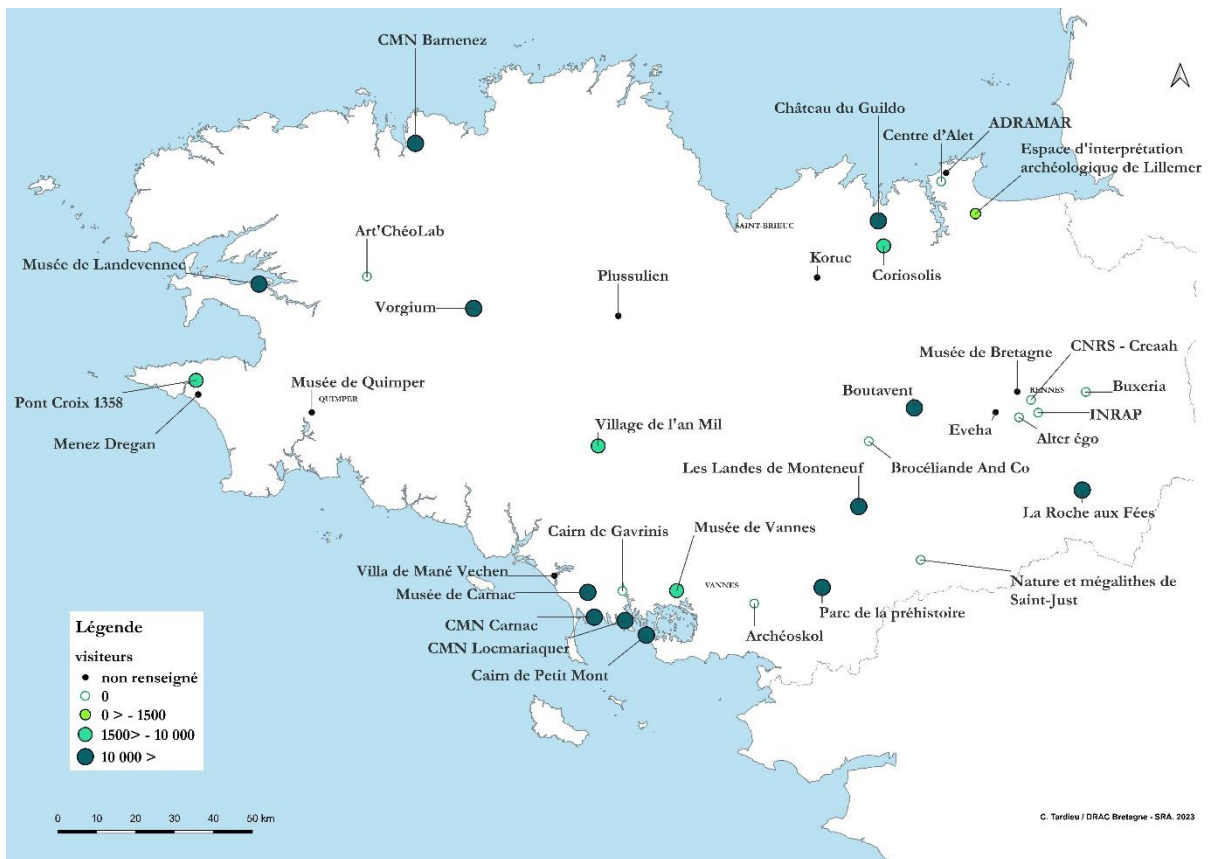 CMN Barnenez
Château du Guildo
Centre d'Alet
ADRAMAR
Espace d'interprétation
archéologique de Lillemer
Art'ChéoLab
SAINT-BRIEUC
Musée de Landevennec
Koruc
Coriosolis
Plussulien
Vorgium
CNRS - Creaah
Musée de Bretagne
RENNES
Musée de Quimper
QUIMPER
Boutavent
Buxeria
Pont Croix 1358
INRAP
Eveha
Alter égo
Menez Dregan
Village de l'an Mil
Brocéliande And Co
Les Landes de Monteneuf
La Roche aux Fées
Cairn de Gavrinis
Musée de Vannes
Villa de Mané Vechen
VANNES
Nature et mégalithes de
Saint-Just
Musée de Carnac
Parc de la préhistoire
CMN Carnac
Archéoskol
CMN Locmariaquer
Cairn de Petit Mont
Légende
visiteurs
non renseigné
0
0 > - 1500
1500> - 10 000
10 000 >
0 10 20 30 40 50 km
C. Tardieu / DRAC Bretagne - SRA. 2023